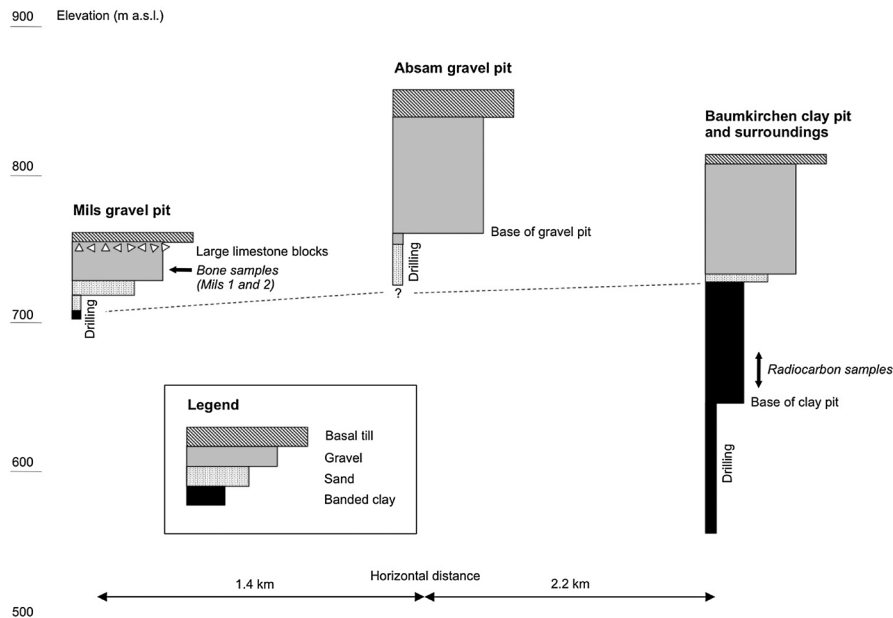 900
Elevation (m a.s.l.)
Absam gravel pit
Baumkirchen clay pit
and surroundings
800
Mils gravel pit
Large limestone blocks
Bone samples
(Mils 1 and 2)
Base of gravel pit
Drilling
Drilling
?
700
Radiocarbon samples
Base of clay pit
Legend
Basal till
Gravel
Sand
Banded clay
600
Drilling
Horizontal distance
1.4 km
2.2 km
500